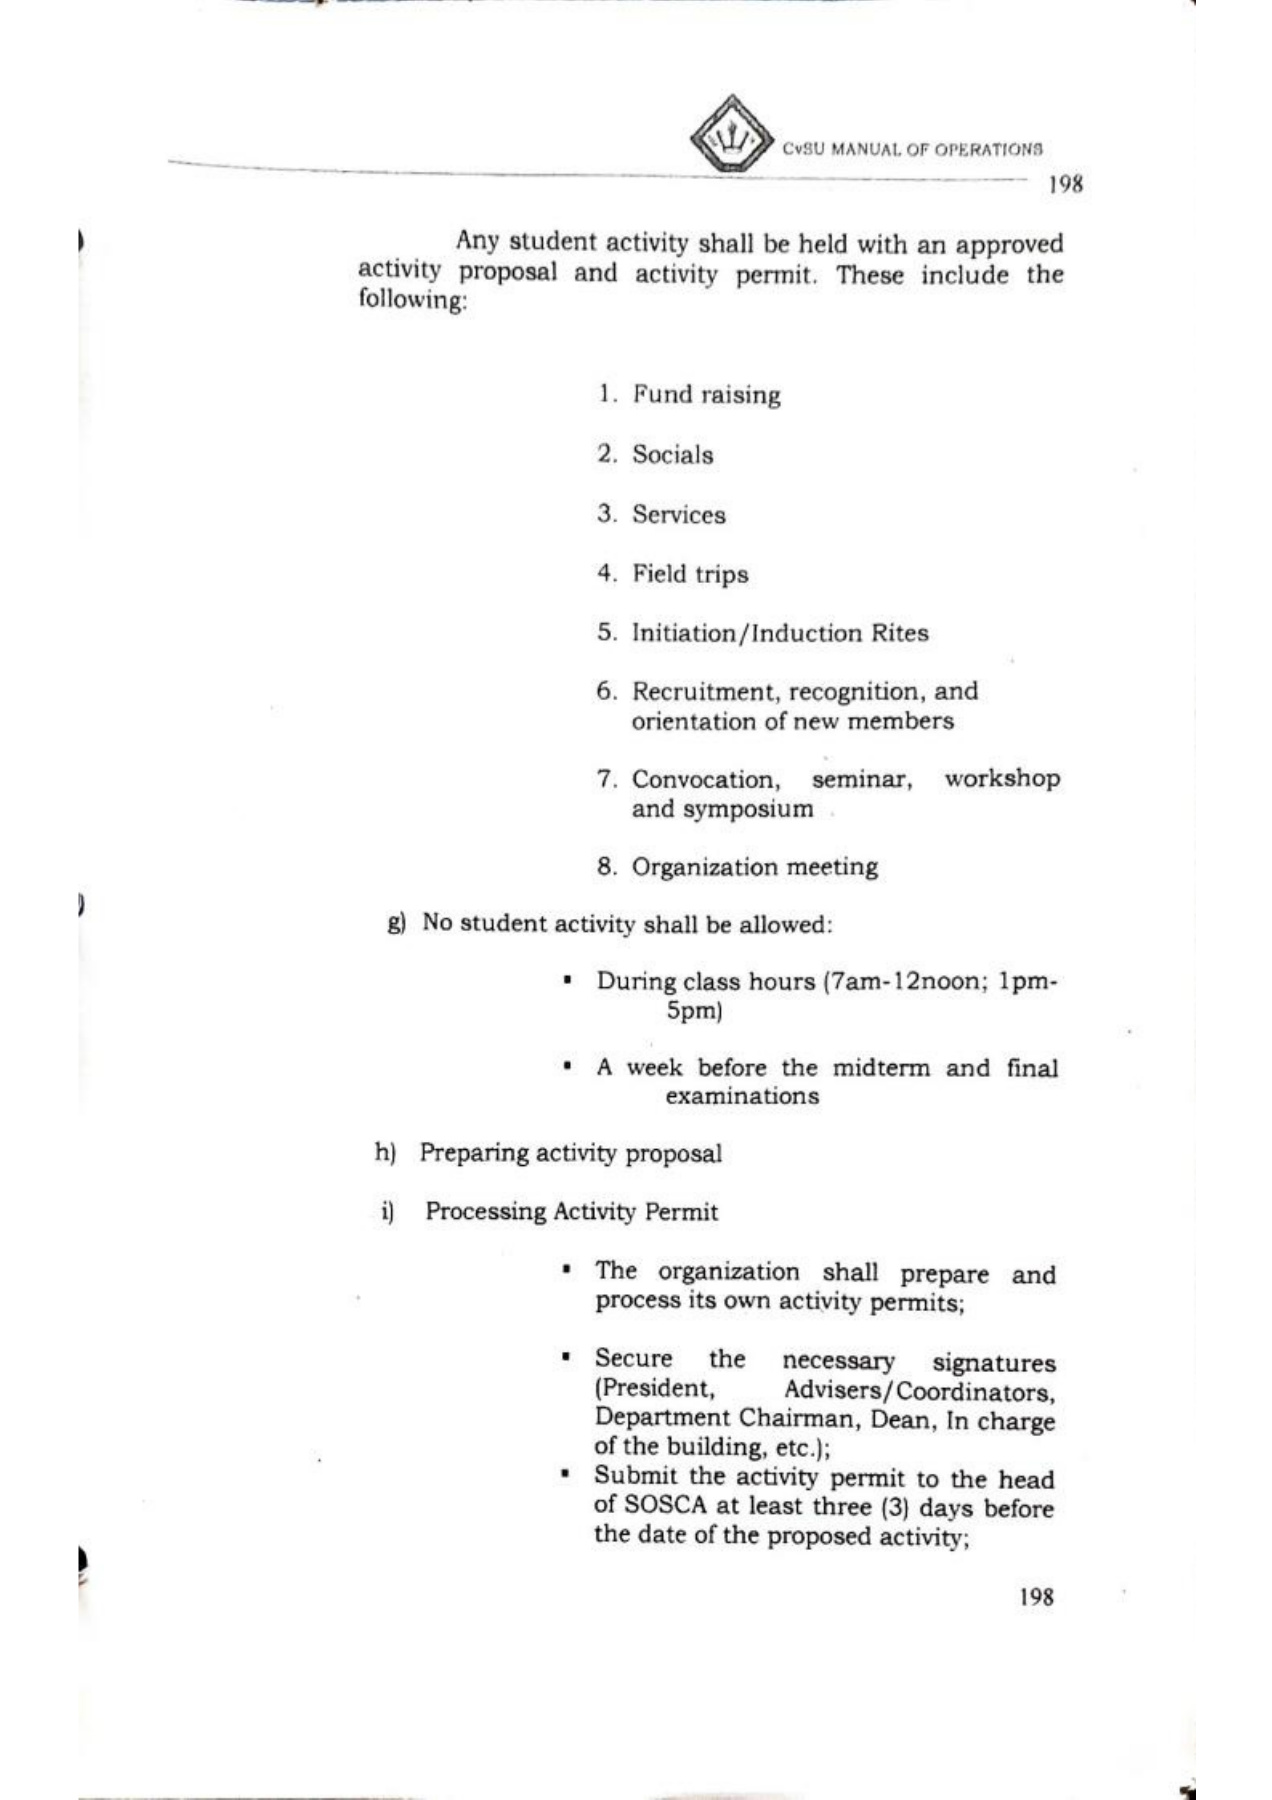 CvSU MANUAL OF OPERATIONS
198
Any student activity shall be held with an approved
activity proposal and activity permit. These include the
following:
1. Fund raising
2. Socials
3. Services
4. Field trips
5. Initiation/Induction Rites
6. Recruitment, recognition, and
orientation of new members
7. Convocation, seminar, workshop
and symposium
8. Organization meeting
g) No student activity shall be allowed:
▪ During class hours (7am-12noon; 1pm-
5pm)
▪ A week before the midterm and final
examinations
h) Preparing activity proposal
i) Processing Activity Permit
▪ The organization shall prepare and
process its own activity permits;
▪ Secure the necessary signatures
(President, Advisers/Coordinators,
Department Chairman, Dean, In charge
of the building, etc.);
▪ Submit the activity permit to the head
of SOSCA at least three (3) days before
the date of the proposed activity;
198